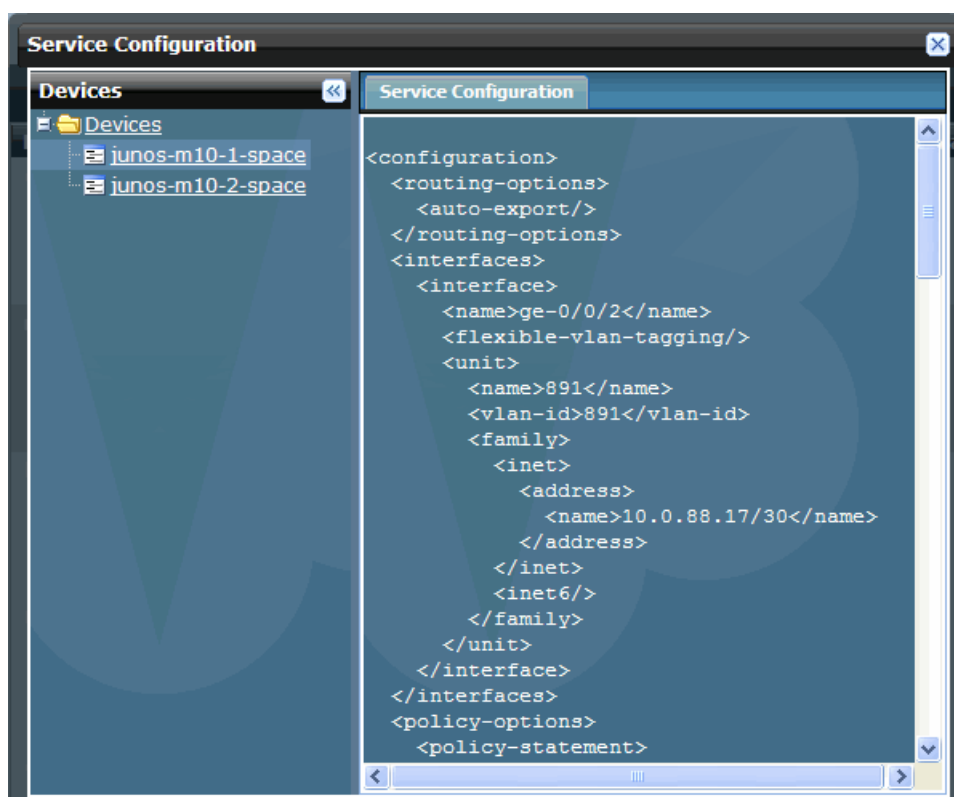 Service Configuration
Devices
Devices
junos-m10-1-space
junos-m10-2-space
Service Configuration
<configuration>
  <routing-options>
    <auto-export/>
  </routing-options>
  <interfaces>
    <interface>
      <name>ge-0/0/2</name>
      <flexible-vlan-tagging/>
      <unit>
        <name>891</name>
        <vlan-id>891</vlan-id>
        <family>
          <inet>
            <address>
              <name>10.0.88.17/30</name>
            </address>
          </inet>
          <inet6/>
        </family>
      </unit>
    </interface>
  </interfaces>
  <policy-options>
    <policy-statement>